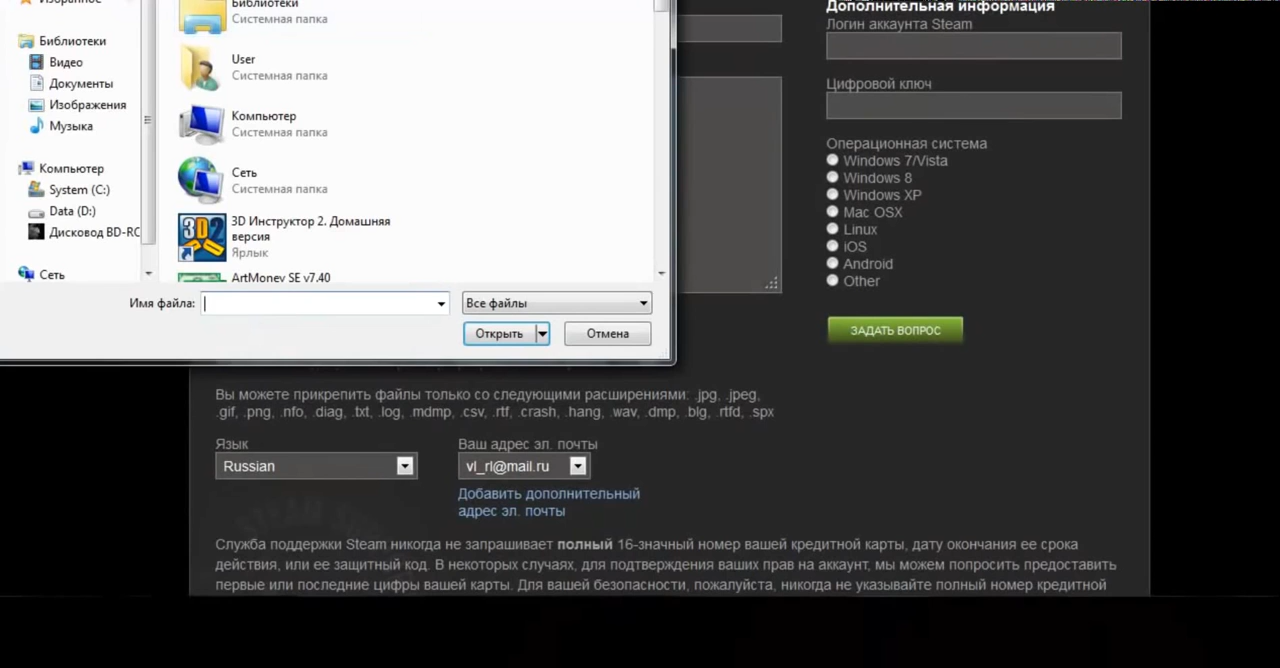 Избранное
Библиотеки
Видео
Документы
Изображения
Музыка
Компьютер
System (C:)
Data (D:)
Дисковод BD-RO
Сеть
Библиотеки
Системная папка
User
Системная папка
Компьютер
Системная папка
Сеть
Системная папка
3D Инструктор 2. Домашняя
версия
Ярлык
ArtMoney SE v7.40
Имя файла:
Все файлы
Открыть
Отмена
Дополнительная информация
Логин аккаунта Steam
Цифровой ключ
Операционная система
Windows 7/Vista
Windows 8
Windows XP
Mac OSX
Linux
iOS
Android
Other
ЗАДАТЬ ВОПРОС
Вы можете прикрепить файлы только со следующими расширениями: .jpg, .jpeg,
.gif, .png, .nfo, .diag, .txt, .log, .mdmp, .csv, .rtf, .crash, .hang, .wav, .dmp, .blg, .rtfd, .spx
Язык
Russian
Ваш адрес эл. почты
vl_rl@mail.ru
Добавить дополнительный
адрес эл. почты
Служба поддержки Steam никогда не запрашивает полный 16-значный номер вашей кредитной карты, дату окончания ее срока
действия, или ее защитный код. В некоторых случаях, для подтверждения ваших прав на аккаунт, мы можем попросить предоставить
первые или последние цифры вашей карты. Для вашей безопасности, пожалуйста, никогда не указывайте полный номер кредитной